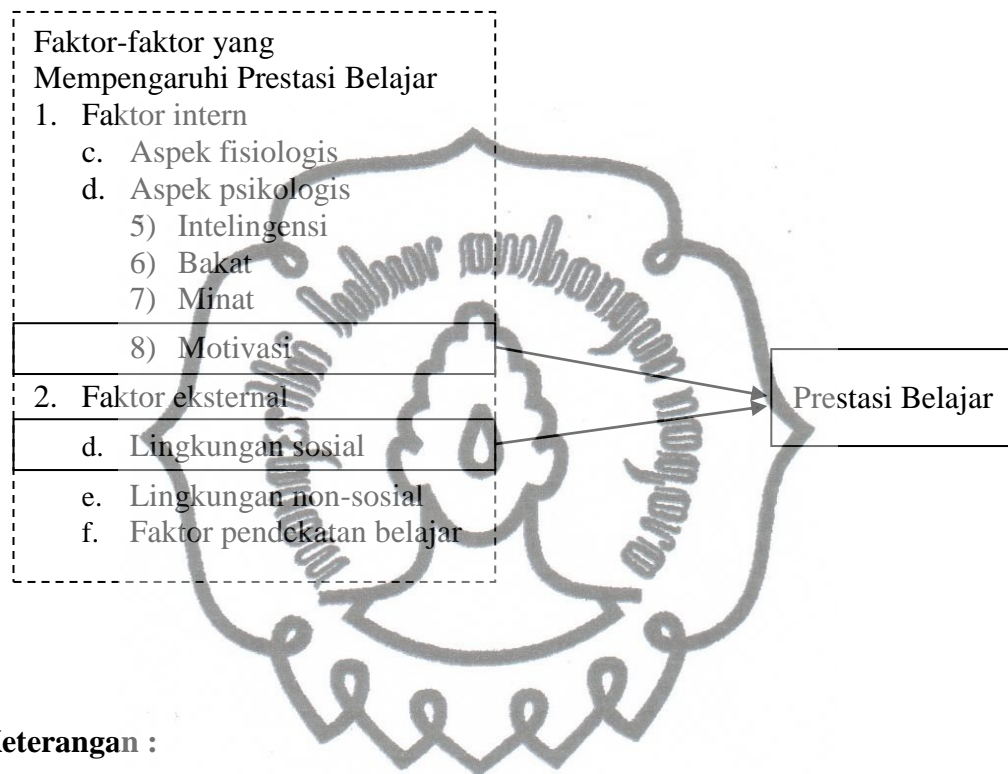 Faktor-faktor yang
Mempengaruhi Prestasi Belajar
1. Faktor intern
c. Aspek fisiologis
d. Aspek psikologis
5) Intelingensi
6) Bakat
7) Minat
8) Motivasi
2. Faktor eksternal
d. Lingkungan sosial
e. Lingkungan non-sosial
f. Faktor pendekatan belajar
Prestasi Belajar
eterangan :